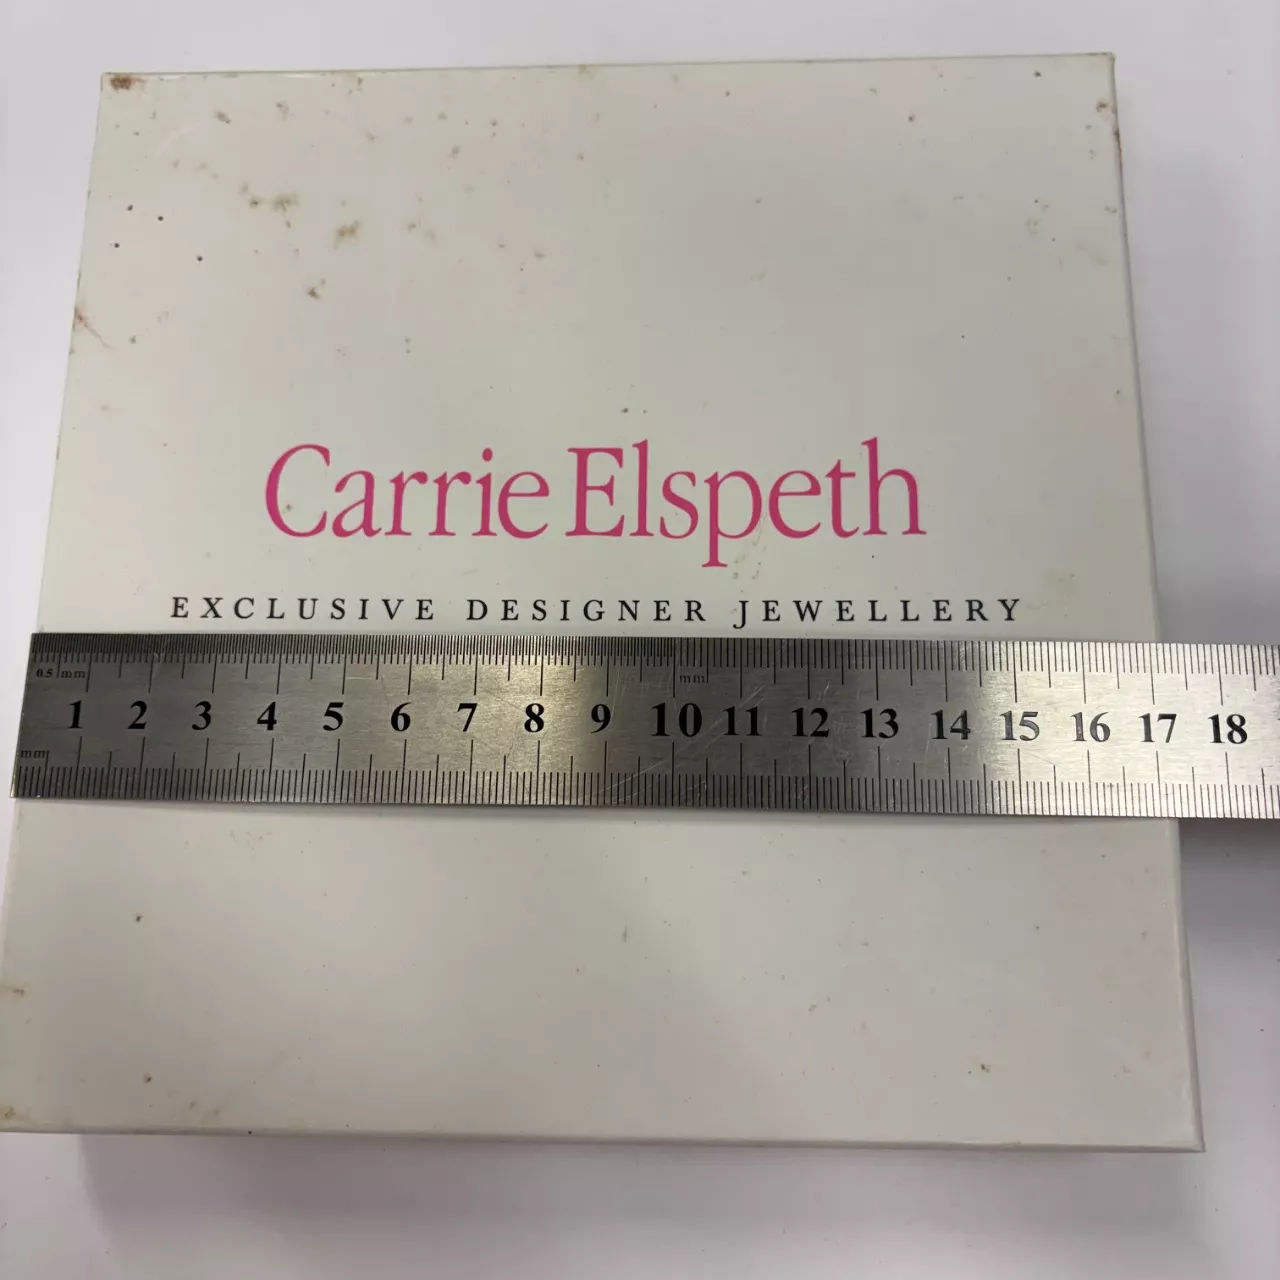 Carrie Elspeth
EXCLUSIVE DESIGNER JEWELLERY
0.5 mm
mm
1 2 3 4 5 6 7 8 9 10 11 12 13 14 15 16 17 18
mm